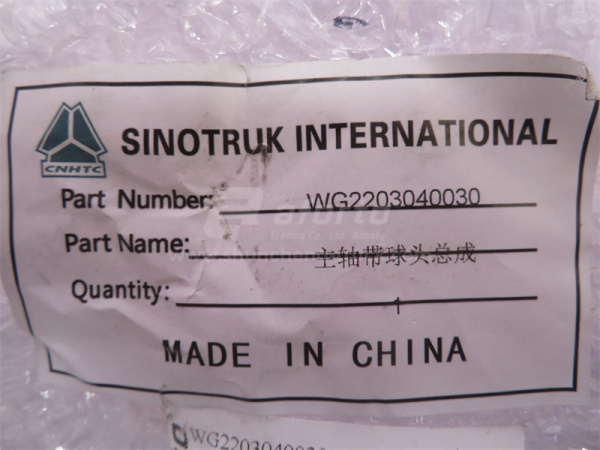 SINOTRUK INTERNATIONAL
CNHTC
Part Number: WG2203040030
Part Name: 主轴带球头总成
Quantity: 1
MADE IN CHINA